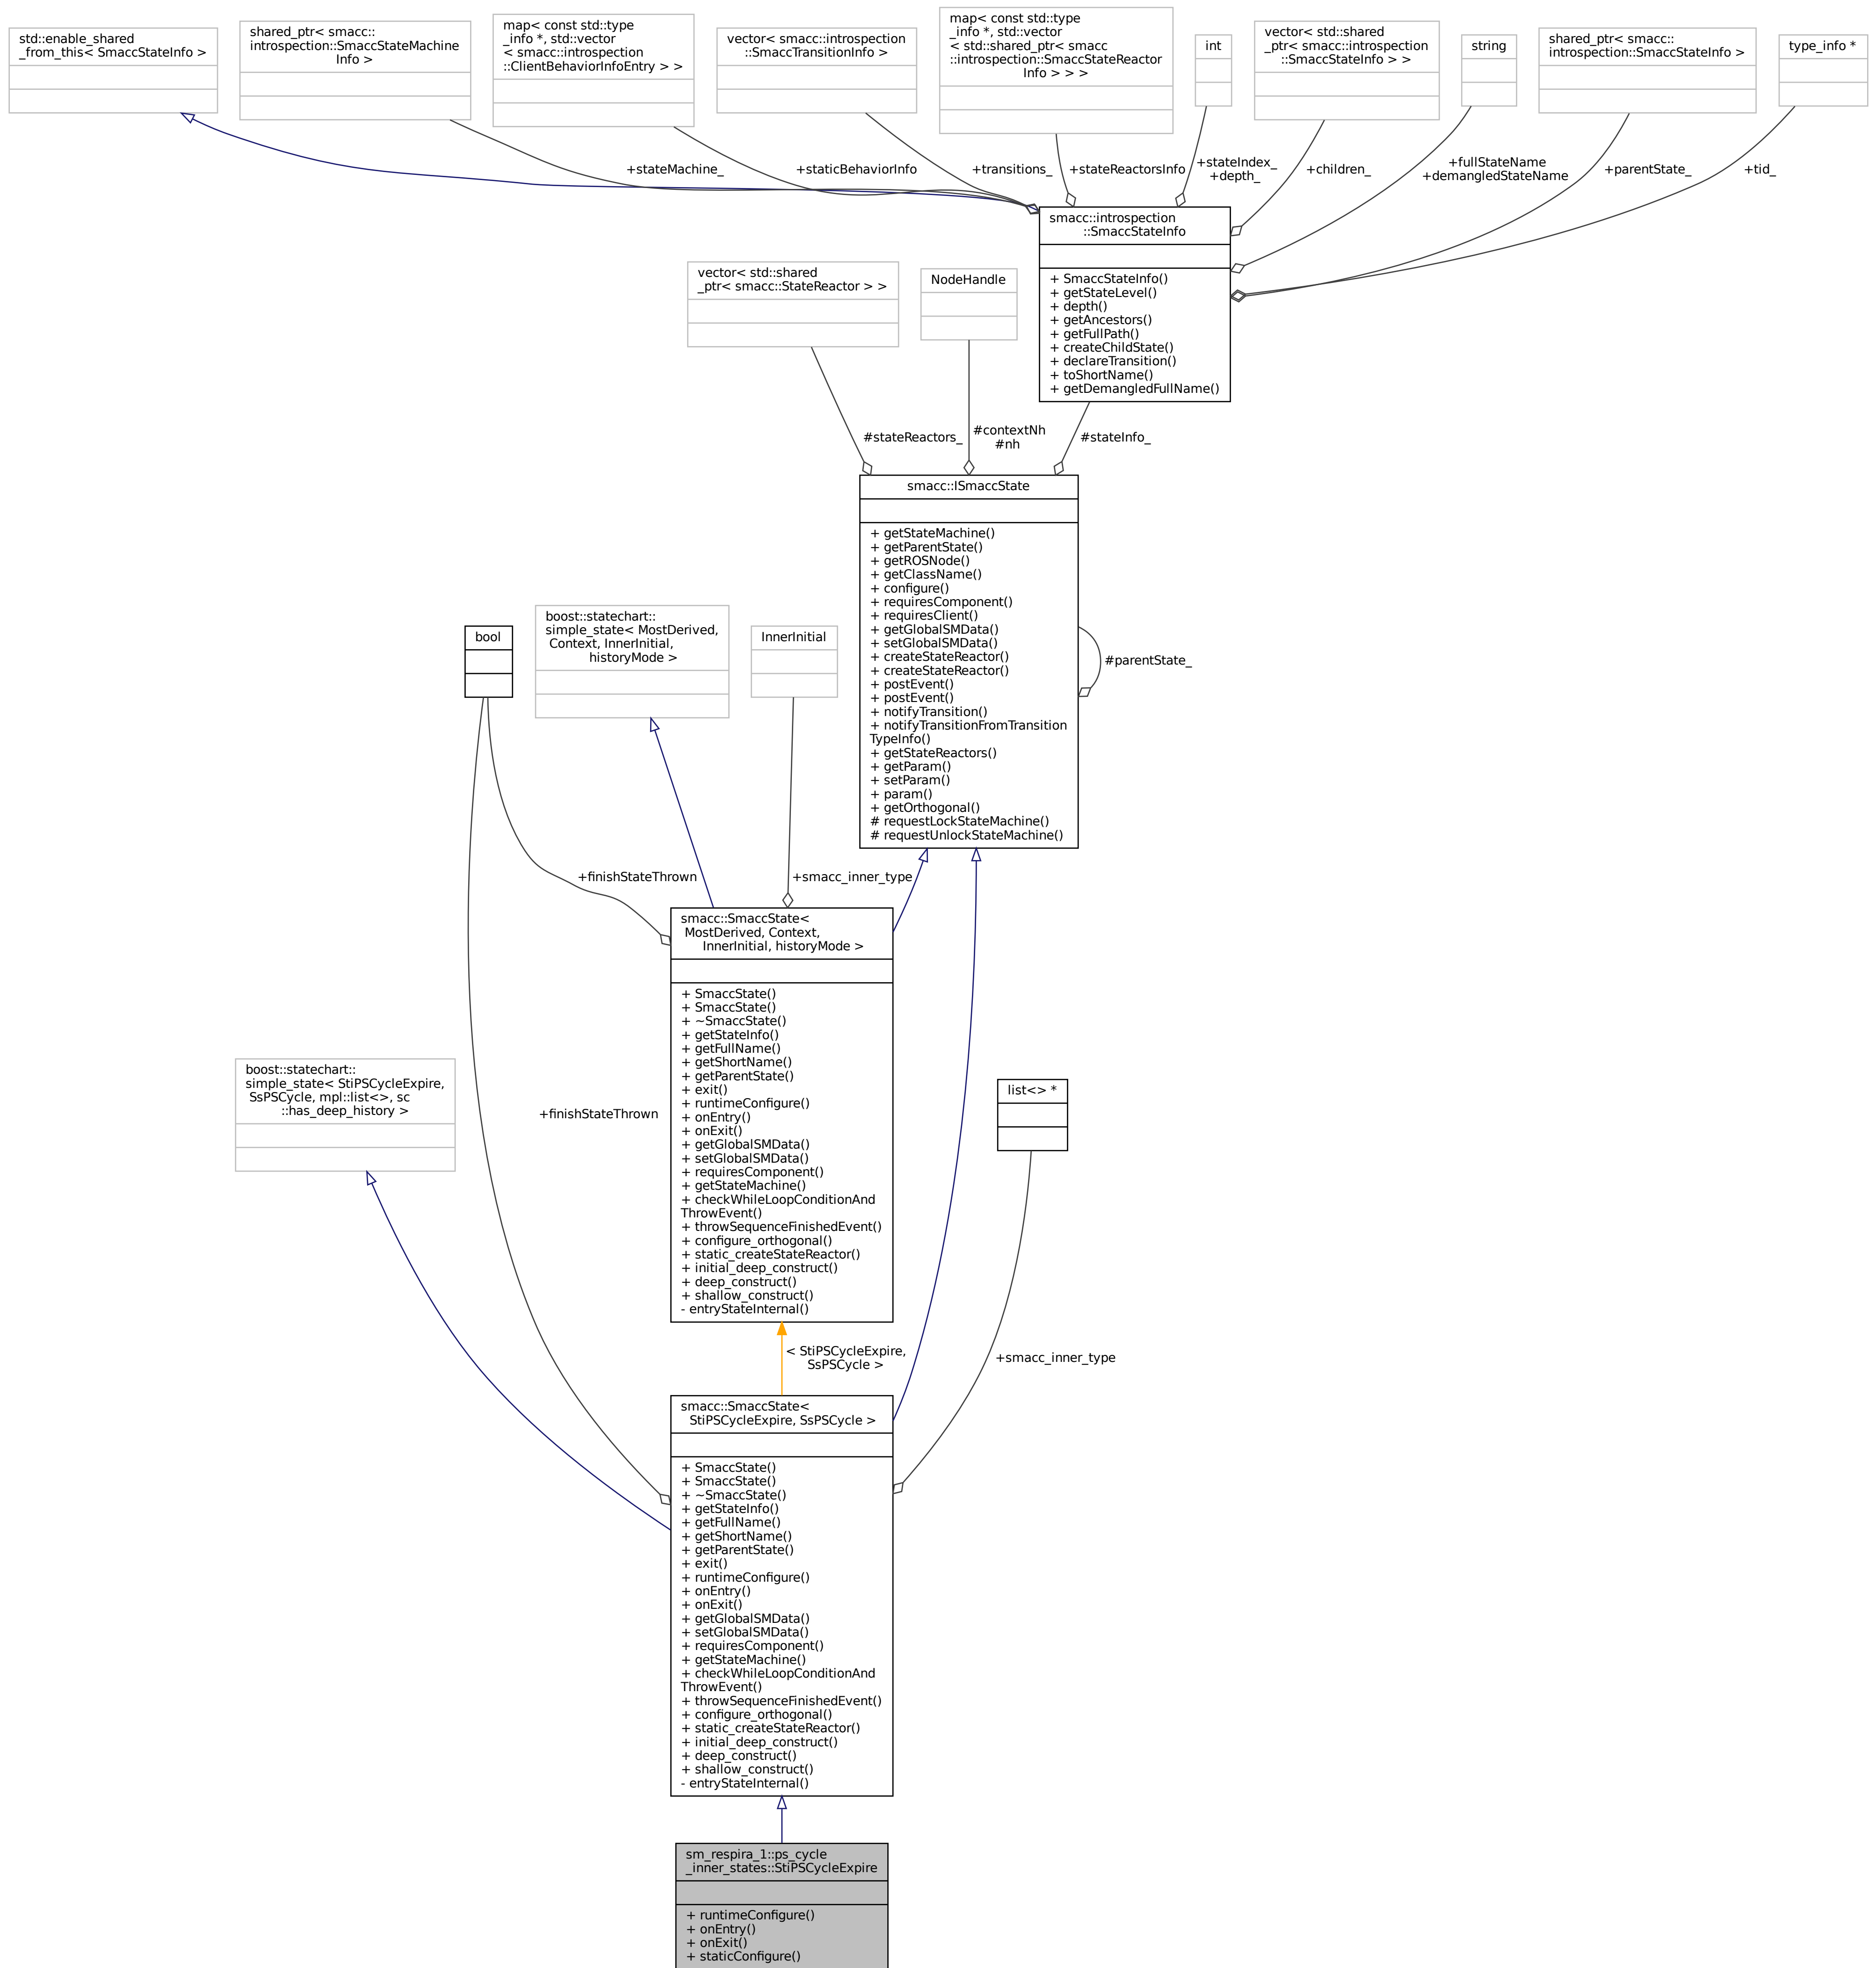 std::enable_shared
_from_this< SmaccStateInfo >
shared_ptr< smacc::
introspection::SmaccStateMachine
Info >
map< const std::type
_info *, std::vector
< smacc::introspection
::ClientBehaviorInfoEntry > >
vector< smacc::introspection
::SmaccTransitionInfo >
map< const std::type
_info *, std::vector
< std::shared_ptr< smacc
::introspection::SmaccStateReactor
Info > > >
int
vector< std::shared
_ptr< smacc::introspection
::SmaccStateInfo > >
string
shared_ptr< smacc::
introspection::SmaccStateInfo >
type_info *
+stateMachine_
+staticBehaviorInfo
+transitions_
+stateReactorsInfo
+stateIndex_
+depth_
+children_
+fullStateName
+demangledStateName
+parentState_
+tid_
smacc::introspection
::SmaccStateInfo
+ SmaccStateInfo()
+ getStateLevel()
+ depth()
+ getAncestors()
+ getFullPath()
+ createChildState()
+ declareTransition()
+ toShortName()
+ getDemangledFullName()
vector< std::shared
_ptr< smacc::StateReactor > >
NodeHandle
#stateReactors_
#contextNh
#nh
#stateInfo_
smacc::ISmaccState
+ getStateMachine()
+ getParentState()
+ getROSNode()
+ getClassName()
+ configure()
+ requiresComponent()
+ requiresClient()
+ getGlobalSMData()
+ setGlobalSMData()
+ createStateReactor()
+ createStateReactor()
+ postEvent()
+ postEvent()
+ notifyTransition()
+ notifyTransitionFromTransition
TypeInfo()
+ getStateReactors()
+ getParam()
+ setParam()
+ param()
+ getOrthogonal()
# requestLockStateMachine()
# requestUnlockStateMachine()
#parentState_
bool
boost::statechart::
simple_state< MostDerived,
Context, InnerInitial,
historyMode >
InnerInitial
+finishStateThrown
+smacc_inner_type
smacc::SmaccState<
MostDerived, Context,
InnerInitial, historyMode >
+ SmaccState()
+ SmaccState()
+ ~SmaccState()
+ getStateInfo()
+ getFullName()
+ getShortName()
+ getParentState()
+ exit()
+ runtimeConfigure()
+ onEntry()
+ onExit()
+ getGlobalSMData()
+ setGlobalSMData()
+ requiresComponent()
+ getStateMachine()
+ checkWhileLoopConditionAnd
ThrowEvent()
+ throwSequenceFinishedEvent()
+ configure_orthogonal()
+ static_createStateReactor()
+ initial_deep_construct()
+ deep_construct()
+ shallow_construct()
- entryStateInternal()
boost::statechart::
simple_state< StiPSCycleExpire,
SsPSCycle, mpl::list<>, sc
::has_deep_history >
+finishStateThrown
list<> *
< StiPSCycleExpire,
SsPSCycle >
+smacc_inner_type
smacc::SmaccState<
StiPSCycleExpire, SsPSCycle >
+ SmaccState()
+ SmaccState()
+ ~SmaccState()
+ getStateInfo()
+ getFullName()
+ getShortName()
+ getParentState()
+ exit()
+ runtimeConfigure()
+ onEntry()
+ onExit()
+ getGlobalSMData()
+ setGlobalSMData()
+ requiresComponent()
+ getStateMachine()
+ checkWhileLoopConditionAnd
ThrowEvent()
+ throwSequenceFinishedEvent()
+ configure_orthogonal()
+ static_createStateReactor()
+ initial_deep_construct()
+ deep_construct()
+ shallow_construct()
- entryStateInternal()
sm_respira_1::ps_cycle
_inner_states::StiPSCycleExpire
+ runtimeConfigure()
+ onEntry()
+ onExit()
+ staticConfigure()